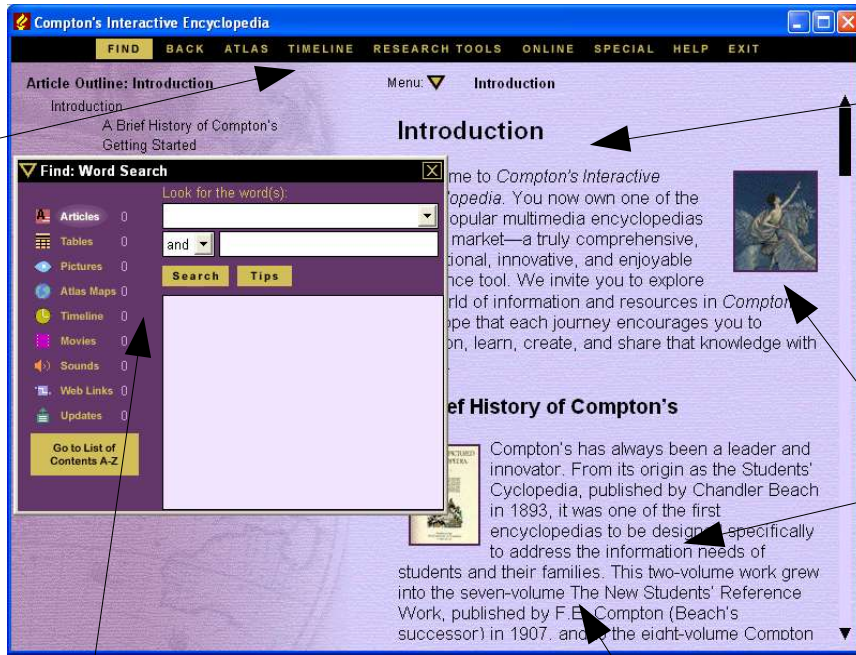 Compton's Interactive Encyclopedia
FIND BACK ATLAS TIMELINE RESEARCH TOOLS ONLINE SPECIAL HELP EXIT
Article Outline: Introduction
Introduction
A Brief History of Compton's
Getting Started
Menu: Introduction
Introduction
me to Compton's Interactive
opedia. You now own one of the
opular multimedia encyclopedias
market—a truly comprehensive,
tional, innovative, and enjoyable
nce tool. We invite you to explore
rld of information and resources in Compton
pe that each journey encourages you to
on, learn, create, and share that knowledge with
ef History of Compton's
Compton's has always been a leader and
innovator. From its origin as the Students'
Cyclopedia, published by Chandler Beach
in 1893, it was one of the first
encyclopedias to be designed specifically
to address the information needs of
students and their families. This two-volume work grew
into the seven-volume The New Students' Reference
Work, published by F.E. Compton (Beach's
successor) in 1907, and the eight-volume Compton
Find: Word Search
Look for the word(s):
and
Search Tips
Articles 0
Tables 0
Pictures 0
Atlas Maps 0
Timeline 0
Movies 0
Sounds 0
Web Links 0
Updates 0
Go to List of
Contents A-Z